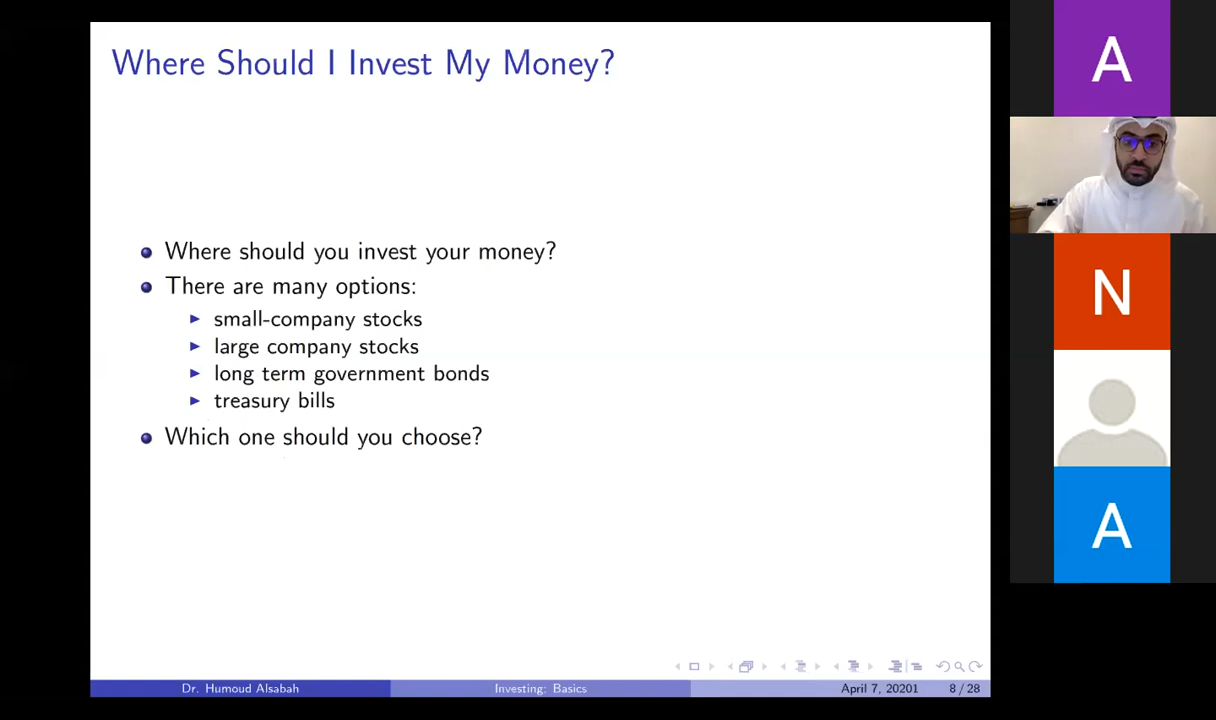 Where Should I Invest My Money?
Where should you invest your money?
There are many options:
small-company stocks
large company stocks
long term government bonds
treasury bills
Which one should you choose?
Dr. Humoud Alsabah Investing: Basics April 7, 20201 8 / 28
A
N
A